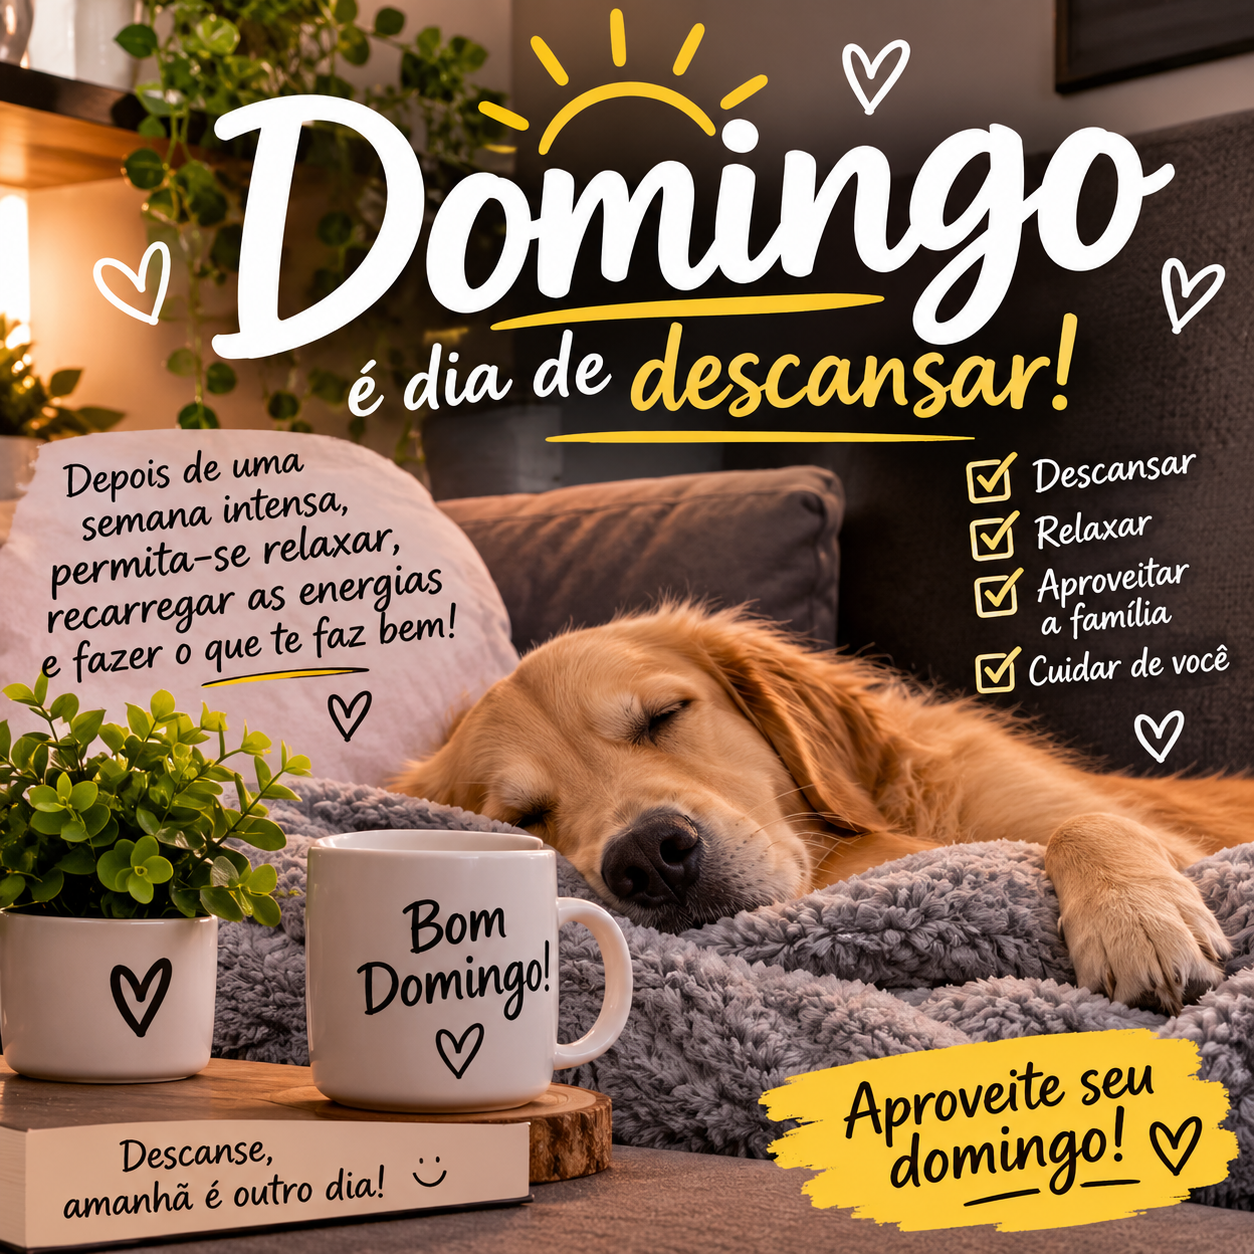 Domingo
é dia de descansar!
Depois de uma
semana intensa,
permita-se relaxar,
recarregar as energias
e fazer o que te faz bem!
Descansar
Relaxar
Aproveitar
a família
Cuidar de você
Bom
Domingo!
Descanse,
amanhã é outro dia!
Aproveite seu
domingo!